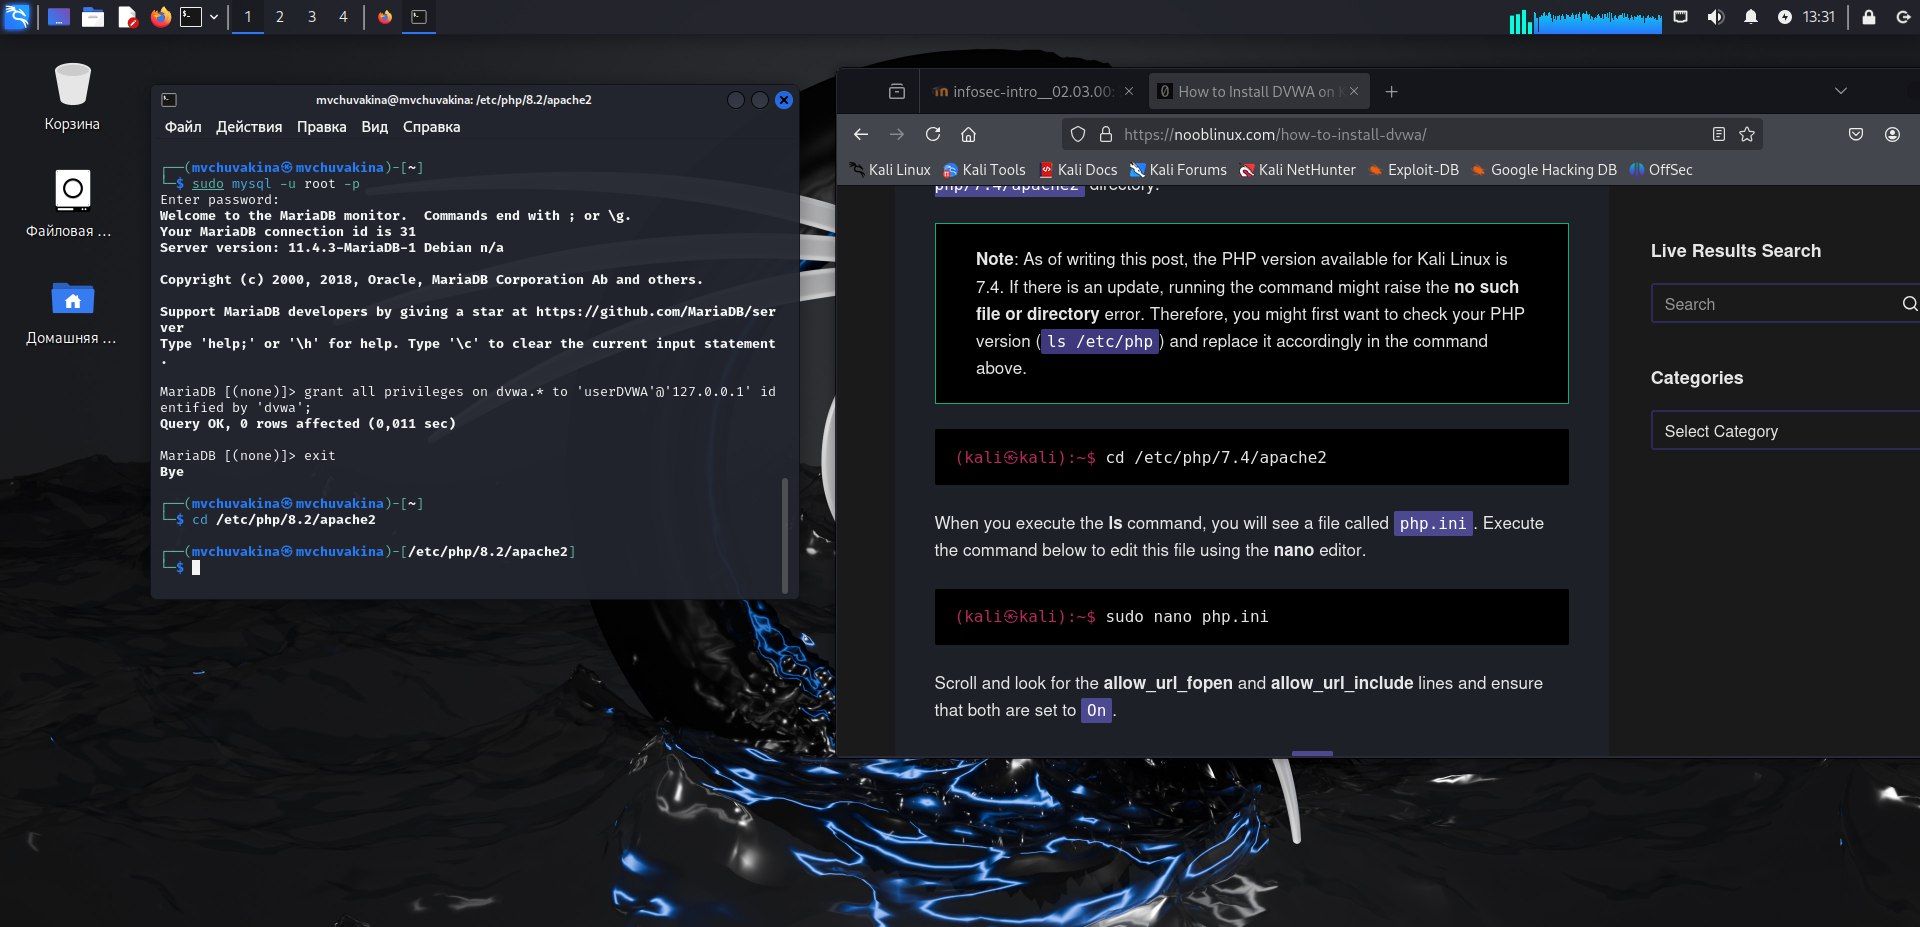 1 2 3 4
13:31
Корзина
Файловая ...
Домашняя ...
mvchuvakina@mvchuvakina: /etc/php/8.2/apache2
Файл Действия Правка Вид Справка
┌──(mvchuvakina㉿mvchuvakina)-[~]
└─$ sudo mysql -u root -p
Enter password:
Welcome to the MariaDB monitor.  Commands end with ; or \g.
Your MariaDB connection id is 31
Server version: 11.4.3-MariaDB-1 Debian n/a
Copyright (c) 2000, 2018, Oracle, MariaDB Corporation Ab and others.
Support MariaDB developers by giving a star at https://github.com/MariaDB/ser
ver
Type 'help;' or '\h' for help. Type '\c' to clear the current input statement
.
MariaDB [(none)]> grant all privileges on dvwa.* to 'userDVWA'@'127.0.0.1' id
entified by 'dvwa';
Query OK, 0 rows affected (0,011 sec)
MariaDB [(none)]> exit
Bye
┌──(mvchuvakina㉿mvchuvakina)-[~]
└─$ cd /etc/php/8.2/apache2
┌──(mvchuvakina㉿mvchuvakina)-[/etc/php/8.2/apache2]
└─$
infosec-intro__02.03.00:
How to Install DVWA on
https://nooblinux.com/how-to-install-dvwa/
Kali Linux Kali Tools Kali Docs Kali Forums Kali NetHunter Exploit-DB Google Hacking DB OffSec
php/7.4/apache2 directory.
Note: As of writing this post, the PHP version available for Kali Linux is
7.4. If there is an update, running the command might raise the no such
file or directory error. Therefore, you might first want to check your PHP
version ( ls /etc/php ) and replace it accordingly in the command
above.
(kali㉿kali):~$ cd /etc/php/7.4/apache2
When you execute the ls command, you will see a file called php.ini . Execute
the command below to edit this file using the nano editor.
(kali㉿kali):~$ sudo nano php.ini
Scroll and look for the allow_url_fopen and allow_url_include lines and ensure
that both are set to On .
Live Results Search
Search
Categories
Select Category